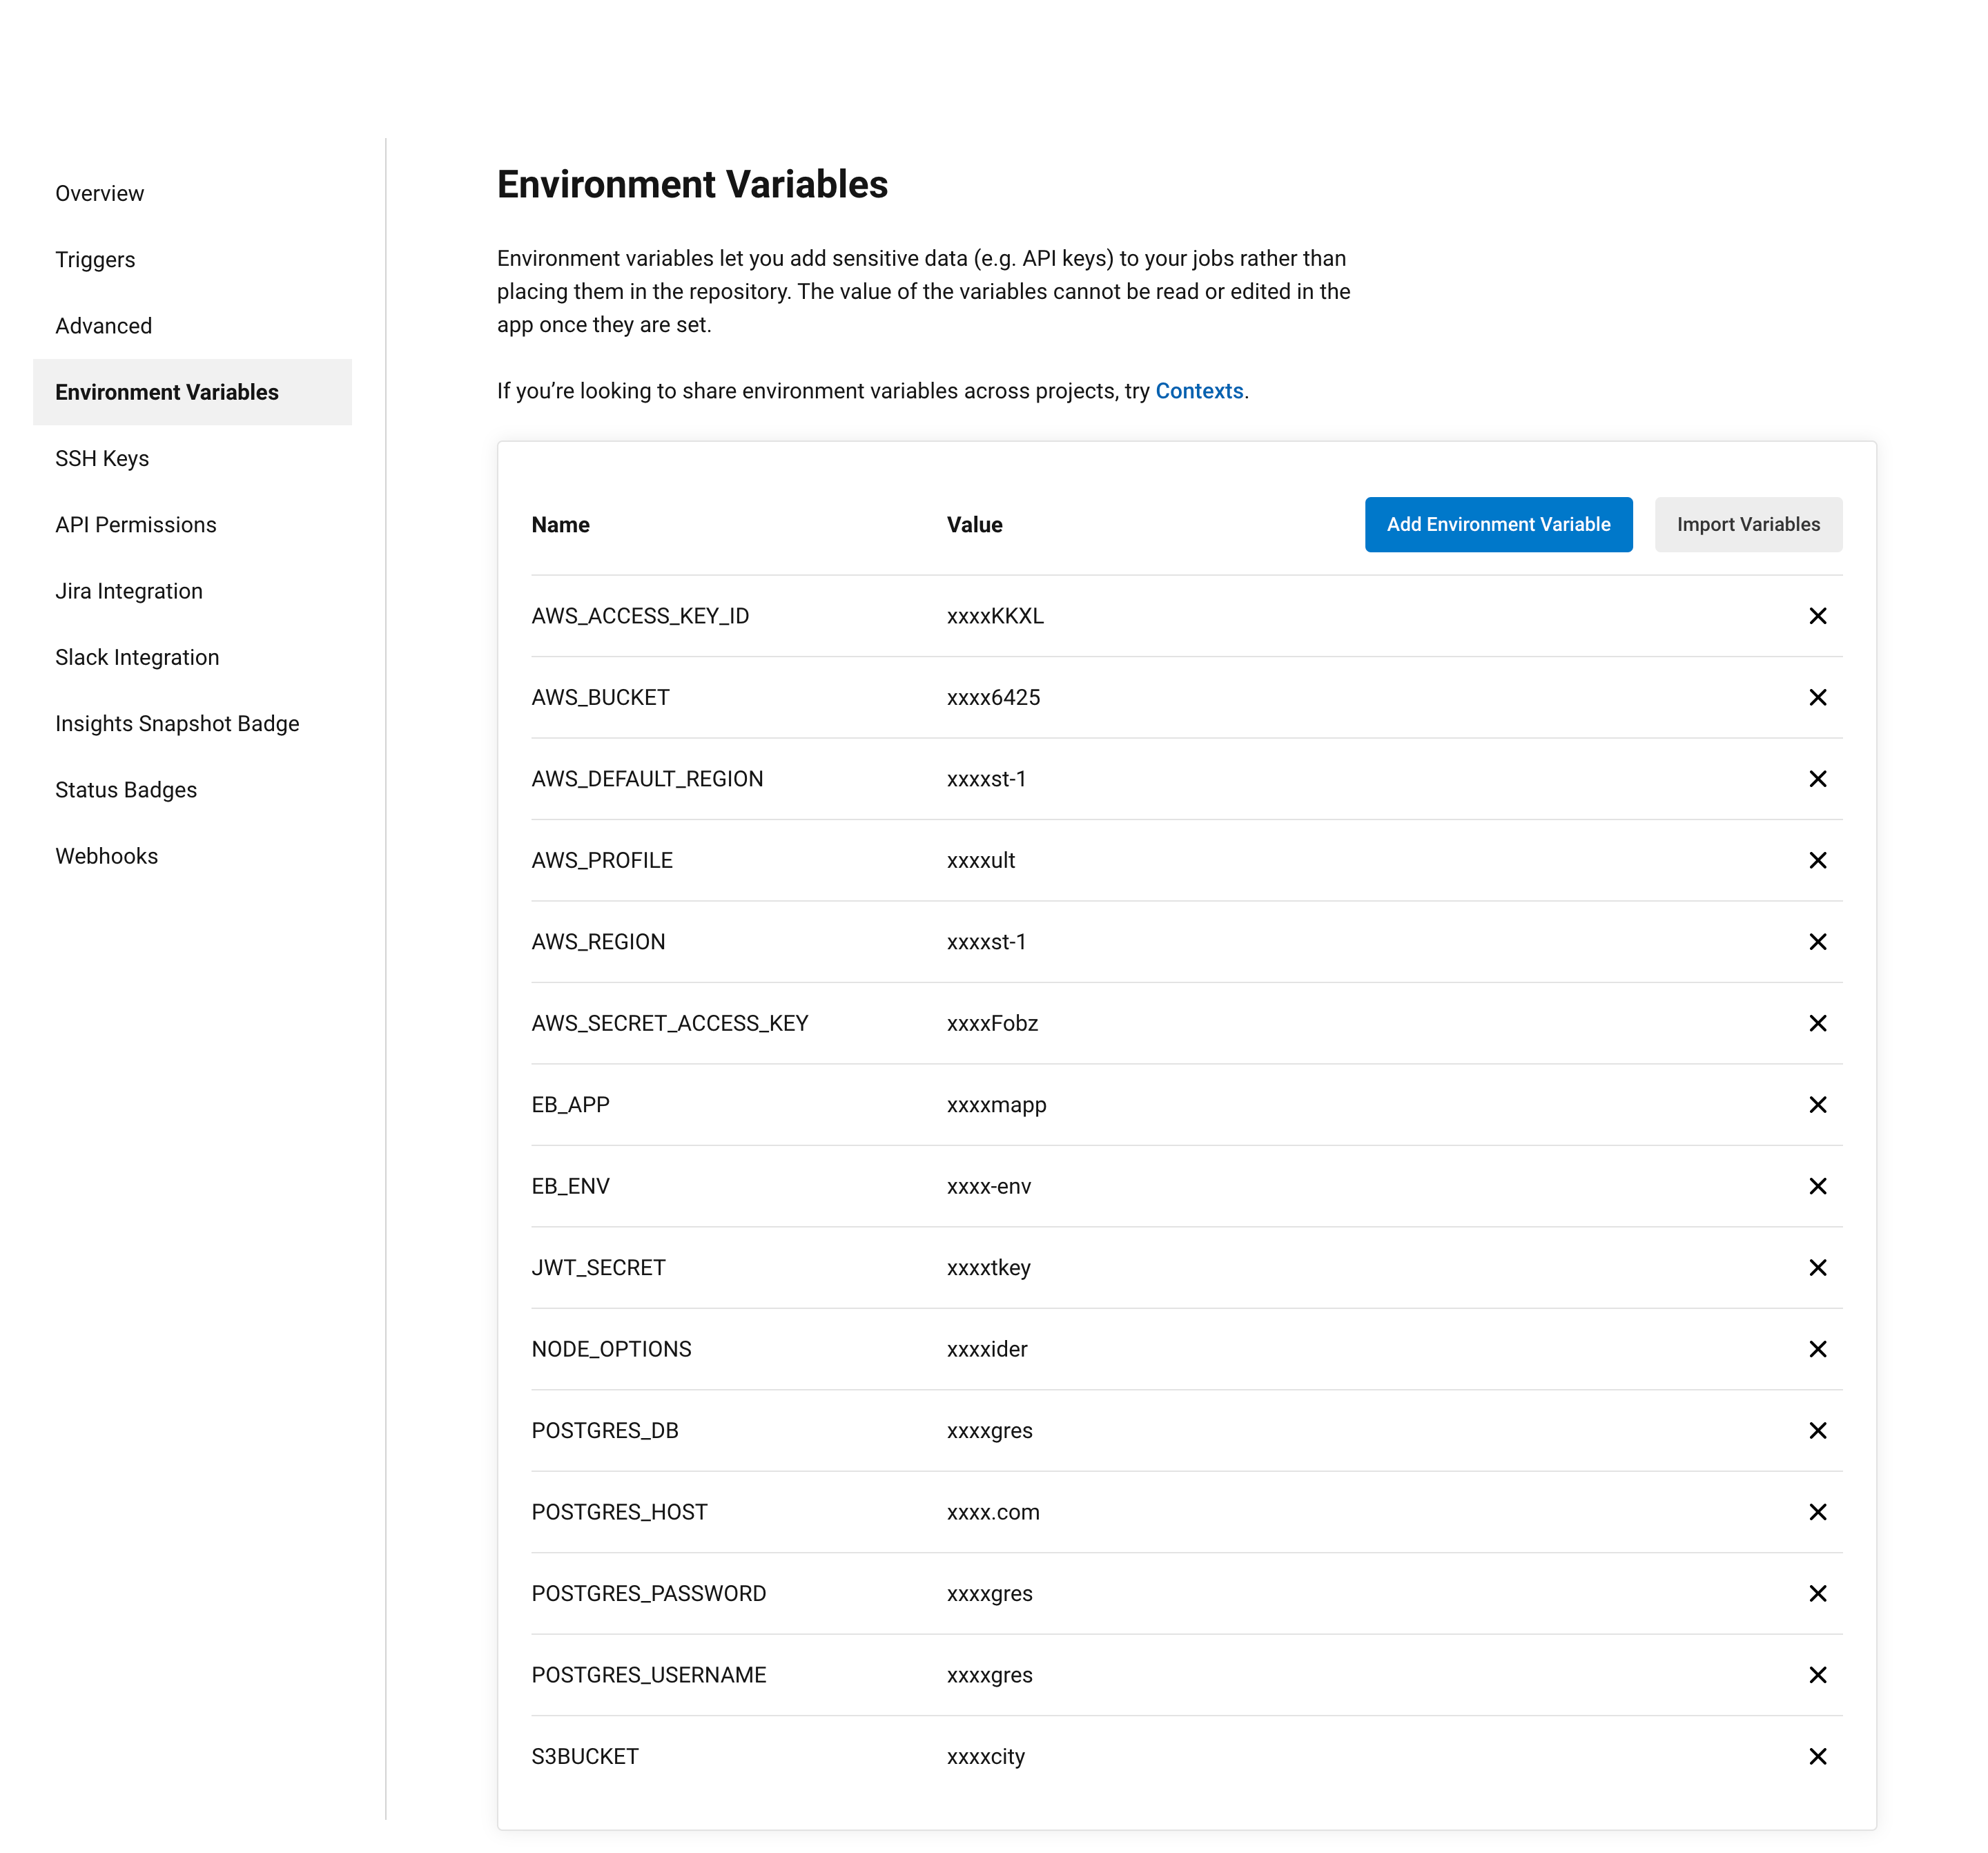 Overview
Triggers
Advanced
Environment Variables
SSH Keys
API Permissions
Jira Integration
Slack Integration
Insights Snapshot Badge
Status Badges
Webhooks
Environment Variables
Environment variables let you add sensitive data (e.g. API keys) to your jobs rather than
placing them in the repository. The value of the variables cannot be read or edited in the
app once they are set.
If you’re looking to share environment variables across projects, try Contexts.
Name Value Add Environment Variable Import Variables
AWS_ACCESS_KEY_ID xxxxKKXL
AWS_BUCKET xxxx6425
AWS_DEFAULT_REGION xxxxst-1
AWS_PROFILE xxxxult
AWS_REGION xxxxst-1
AWS_SECRET_ACCESS_KEY xxxxFobz
EB_APP xxxxmapp
EB_ENV xxxx-env
JWT_SECRET xxxxtkey
NODE_OPTIONS xxxxider
POSTGRES_DB xxxxgres
POSTGRES_HOST xxxx.com
POSTGRES_PASSWORD xxxxgres
POSTGRES_USERNAME xxxxgres
S3BUCKET xxxxcity